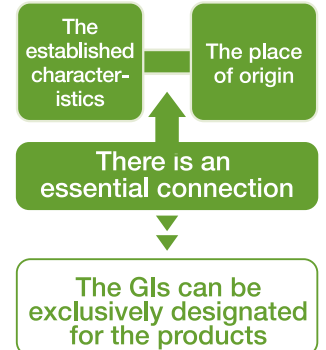 The
established
character-
istics
The place
of origin
There is an
essential connection
The GIs can be
exclusively designated
for the products